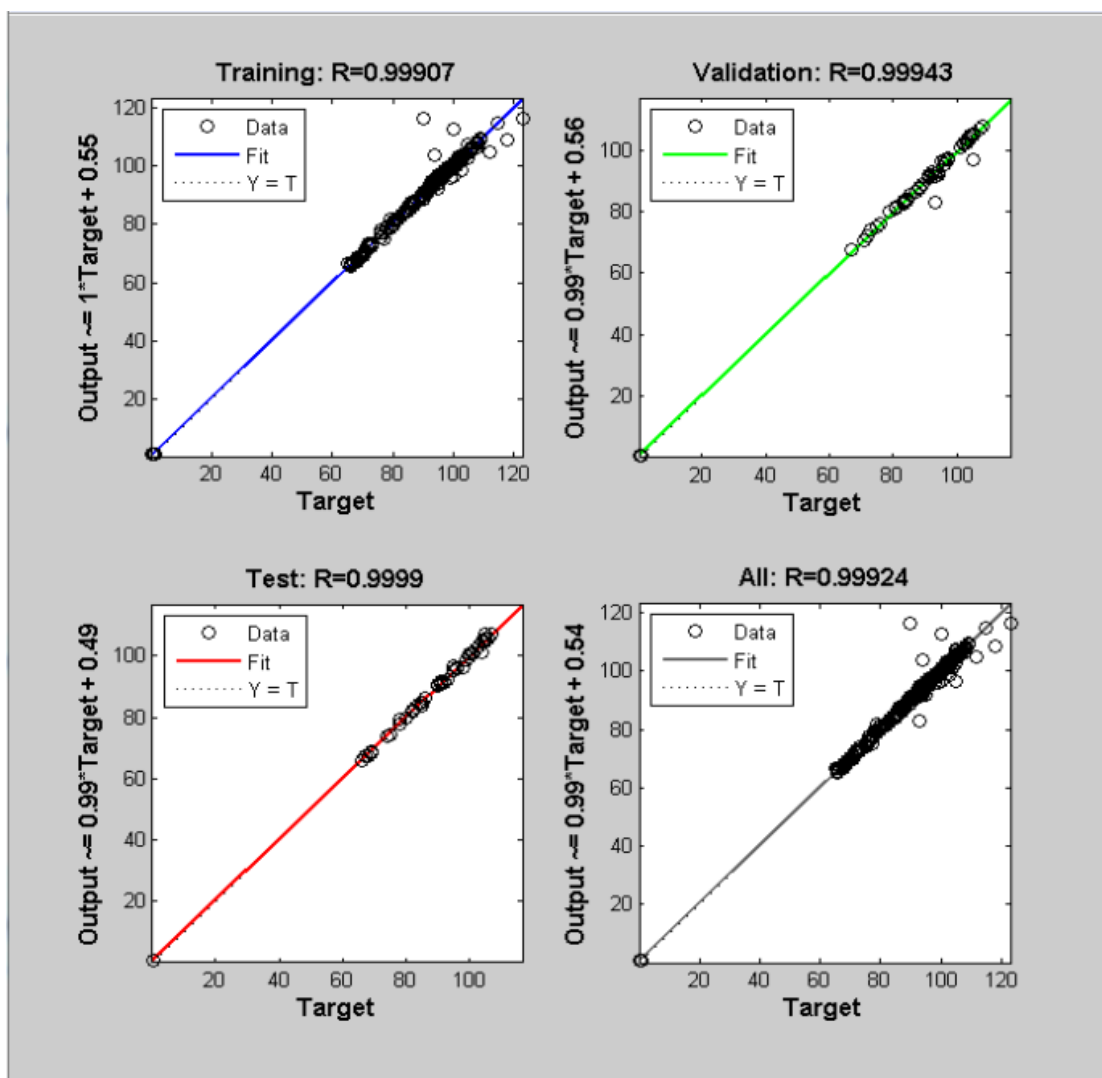 Training: R=0.99907
Output ~= 1*Target + 0.55
120
100
80
60
40
20
Data
Fit
Y = T
20 40 60 80 100 120
Target
Validation: R=0.99943
Output ~= 0.99*Target + 0.56
100
80
60
40
20
Data
Fit
Y = T
20 40 60 80 100
Target
Test: R=0.9999
Output ~= 0.99*Target + 0.49
100
80
60
40
20
Data
Fit
Y = T
20 40 60 80 100
Target
All: R=0.99924
Output ~= 0.99*Target + 0.54
120
100
80
60
40
20
Data
Fit
Y = T
20 40 60 80 100 120
Target